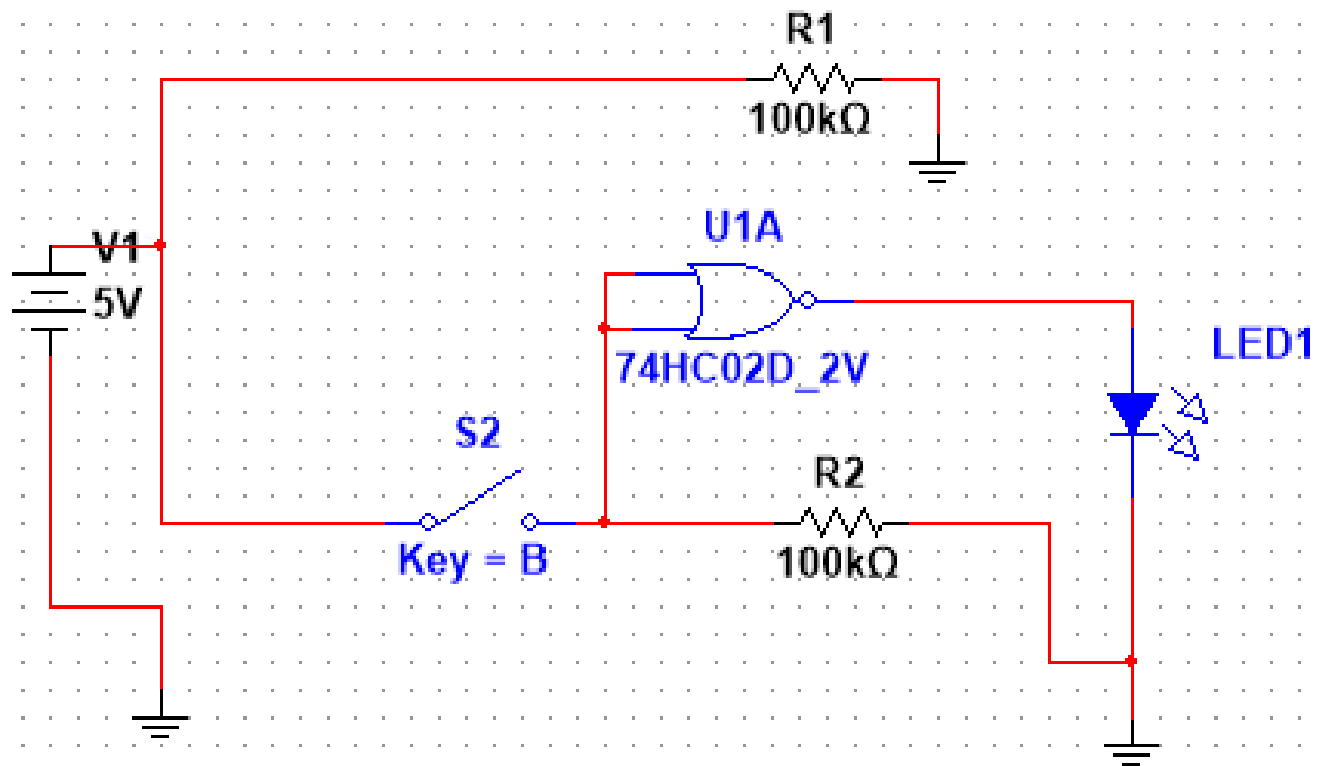 R1
100kΩ
V1
5V
U1A
74HC02D_2V
LED1
S2
Key = B
R2
100kΩ